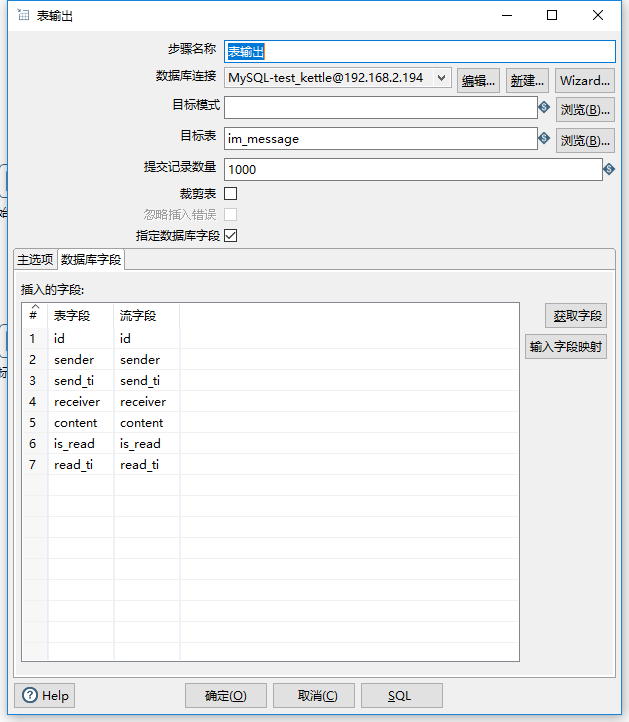 表输出
步骤名称 表输出
数据库连接 MySQL-test_kettle@192.168.2.194 编辑... 新建... Wizard...
目标模式 浏览(B)...
目标表 im_message 浏览(B)...
提交记录数量 1000
裁剪表
忽略插入错误
指定数据库字段
主选项 数据库字段
插入的字段:
# 表字段 流字段 获取字段
1 id id
2 sender sender 输入字段映射
3 send_ti send_ti
4 receiver receiver
5 content content
6 is_read is_read
7 read_ti read_ti
Help 确定(O) 取消(C) SQL